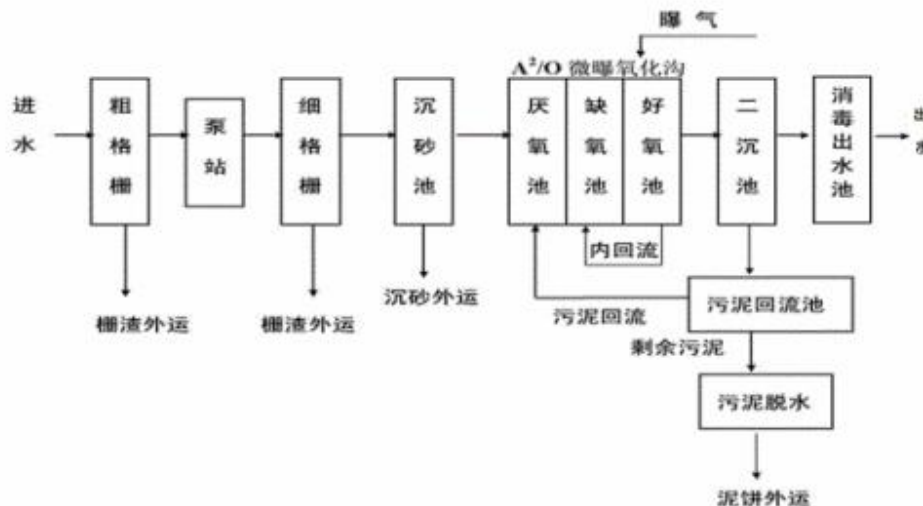 曝 气
A²/O 微曝氧化沟
进水
粗格栅
泵站
细格栅
沉砂池
厌氧池
缺氧池
好氧池
二沉池
消毒出水池
出水
内回流
栅渣外运
栅渣外运
沉砂外运
污泥回流
污泥回流池
剩余污泥
污泥脱水
泥饼外运